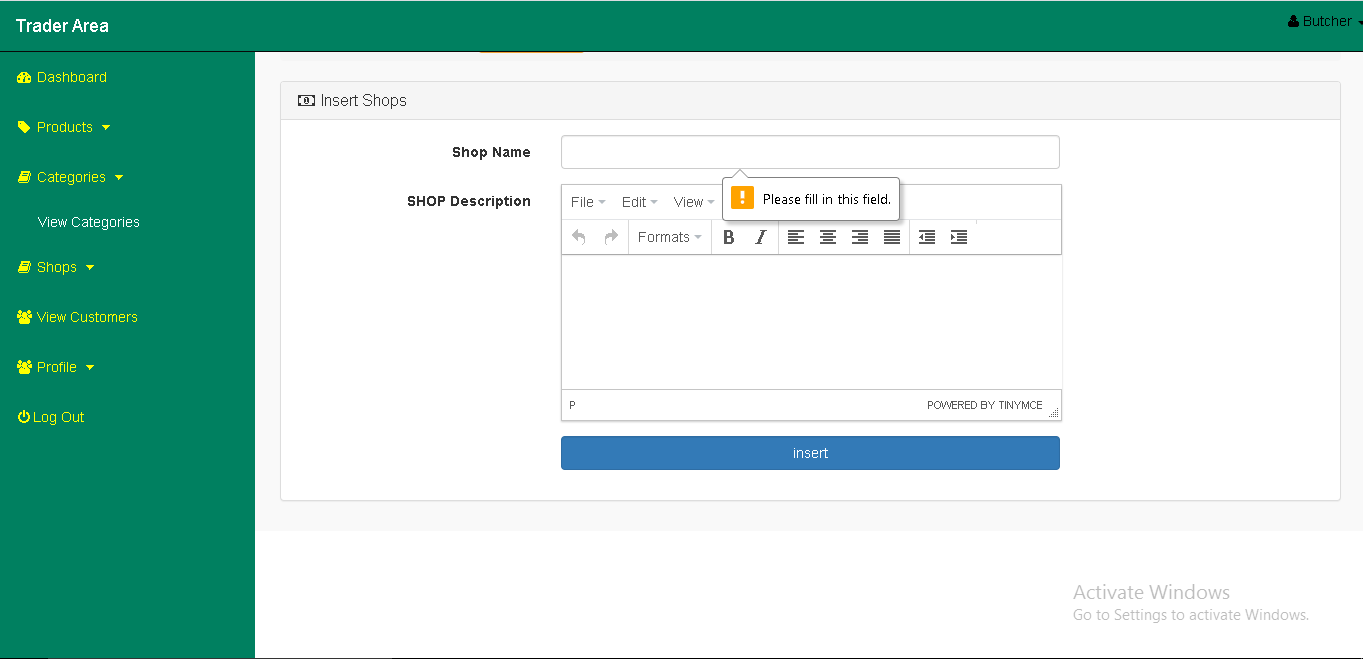 Trader Area
Butcher
Dashboard
Products
Categories
View Categories
Shops
View Customers
Profile
Log Out
Insert Shops
Shop Name
Please fill in this field.
SHOP Description
File Edit View
Formats B I
P POWERED BY TINYMCE
insert
Activate Windows
Go to Settings to activate Windows.